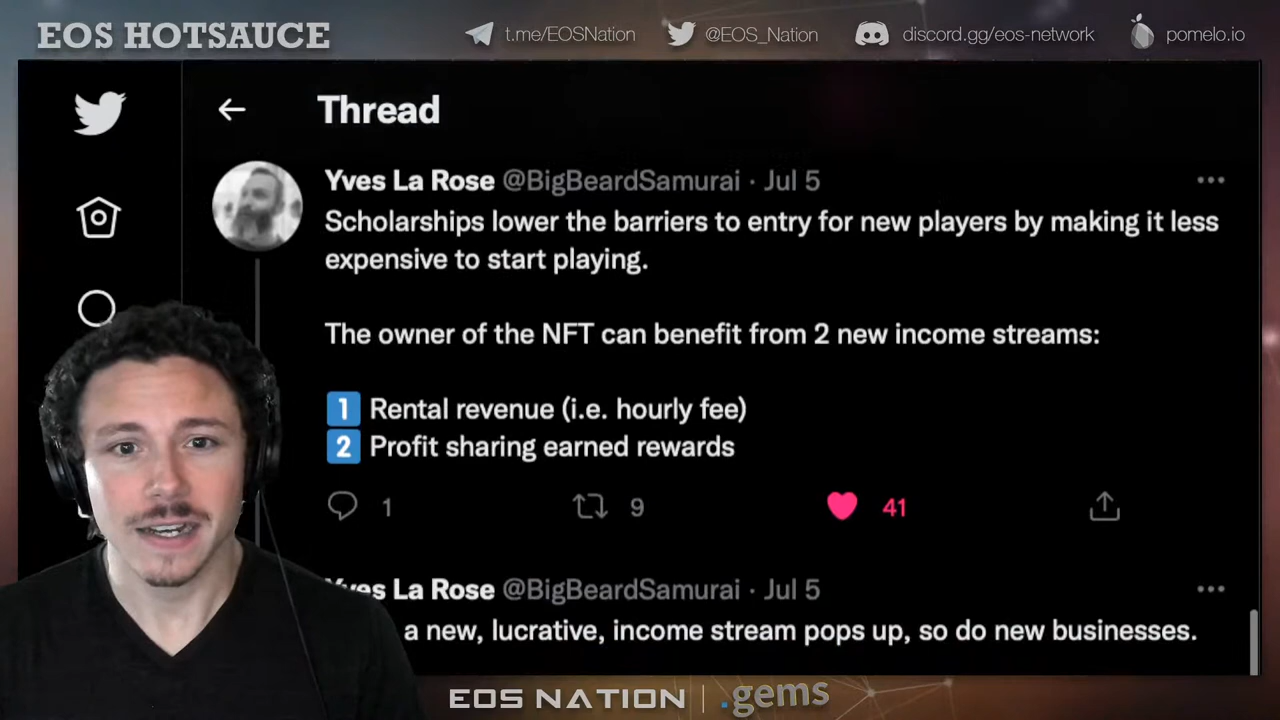 EOS HOTSAUCE
t.me/EOSNation
@EOS_Nation
discord.gg/eos-network
pomelo.io
Thread
Yves La Rose @BigBeardSamurai · Jul 5
Scholarships lower the barriers to entry for new players by making it less
expensive to start playing.
The owner of the NFT can benefit from 2 new income streams:
1 Rental revenue (i.e. hourly fee)
2 Profit sharing earned rewards
1 9 41
Yves La Rose @BigBeardSamurai · Jul 5
a new, lucrative, income stream pops up, so do new businesses.
EOS NATION | .gems